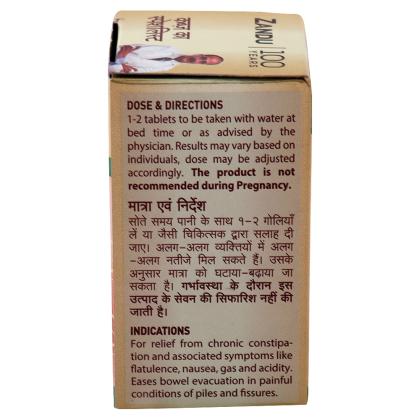 कब्ज का
स्पेशलिस्ट
ZANDU
100
YEARS
DOSE & DIRECTIONS
1-2 tablets to be taken with water at
bed time or as advised by the
physician. Results may vary based on
individuals, dose may be adjusted
accordingly. The product is not
recommended during Pregnancy.
मात्रा एवं निर्देश
सोते समय पानी के साथ १–२ गोलियाँ
लें या जैसी चिकित्सक द्वारा सलाह दी
जाए। अलग–अलग व्यक्तियों में अलग
–अलग नतीजे मिल सकते हैं। उसके
अनुसार मात्रा को घटाया–बढ़ाया जा
सकता है। गर्भावस्था के दौरान इस
उत्पाद के सेवन की सिफारिश नहीं की
जाती है।
INDICATIONS
For relief from chronic constipa-
tion and associated symptoms like
flatulence, nausea, gas and acidity.
Eases bowel evacuation in painful
conditions of piles and fissures.